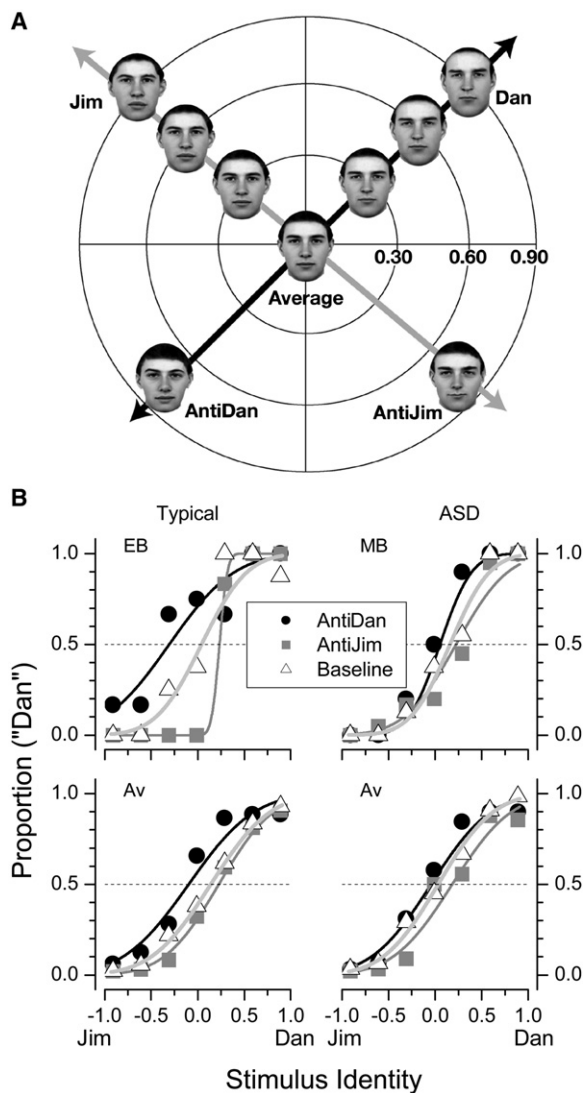 A
Jim
Dan
0.30 0.60 0.90
Average
AntiDan
AntiJim
B
Typical ASD
EB MB
AntiDan
AntiJim
Baseline
1.0 1.0
0.5 0.5
0.0 0.0
Av Av
1.0 1.0
0.5 0.5
0.0 0.0
Proportion ("Dan")
-1.0 -0.5 0.0 0.5 1.0 -1.0 -0.5 0.0 0.5 1.0
Jim Dan Jim Dan
Stimulus Identity